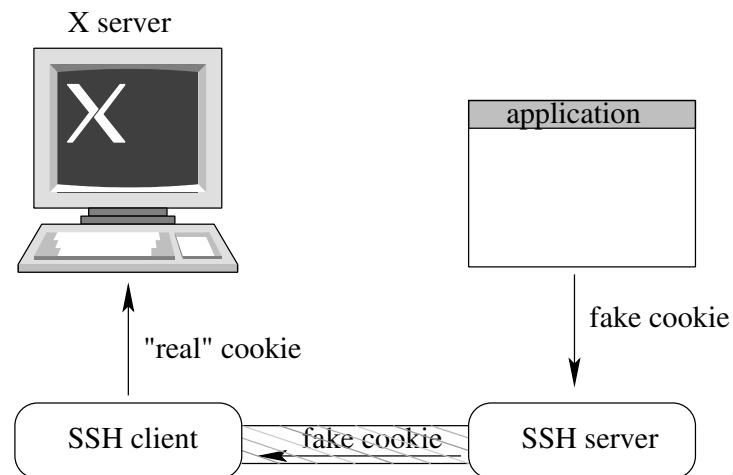 X server
X
application
fake cookie
"real" cookie
SSH client
fake cookie
SSH server